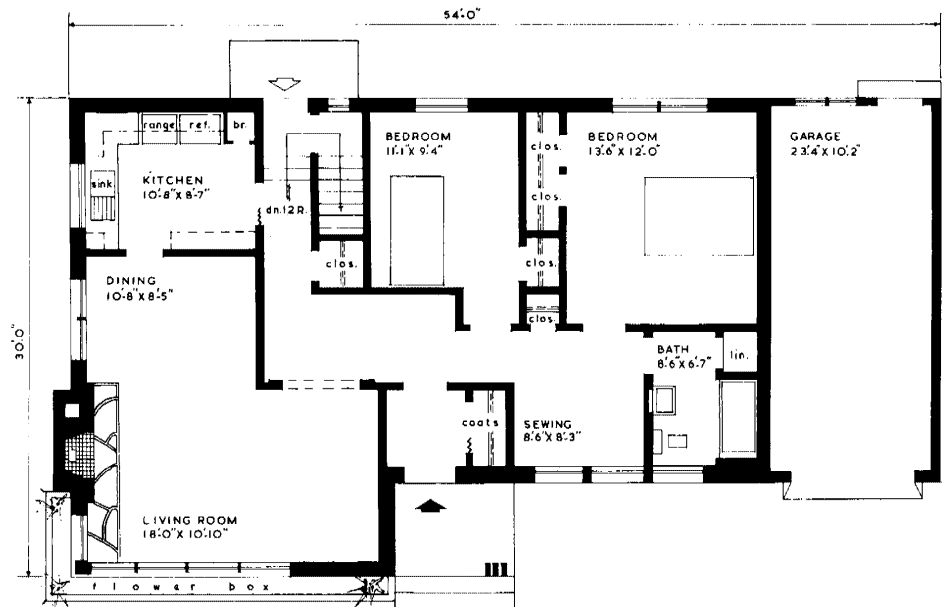 54'-0"
range
ref.
br.
BEDROOM
11'-1" X 9'-4"
clos.
BEDROOM
13'-6" X 12'-0"
GARAGE
23'-4" X 10'-2"
sink
KITCHEN
10'-8" X 8'-7"
dn. 12 R.
clos.
clos.
clos.
DINING
10'-8" X 8'-5"
clos.
30'-0"
BATH
8'-6" X 6'-7"
lin.
coats
SEWING
8'-6" X 8'-3"
LIVING ROOM
18'-0" X 10'-10"
flower box